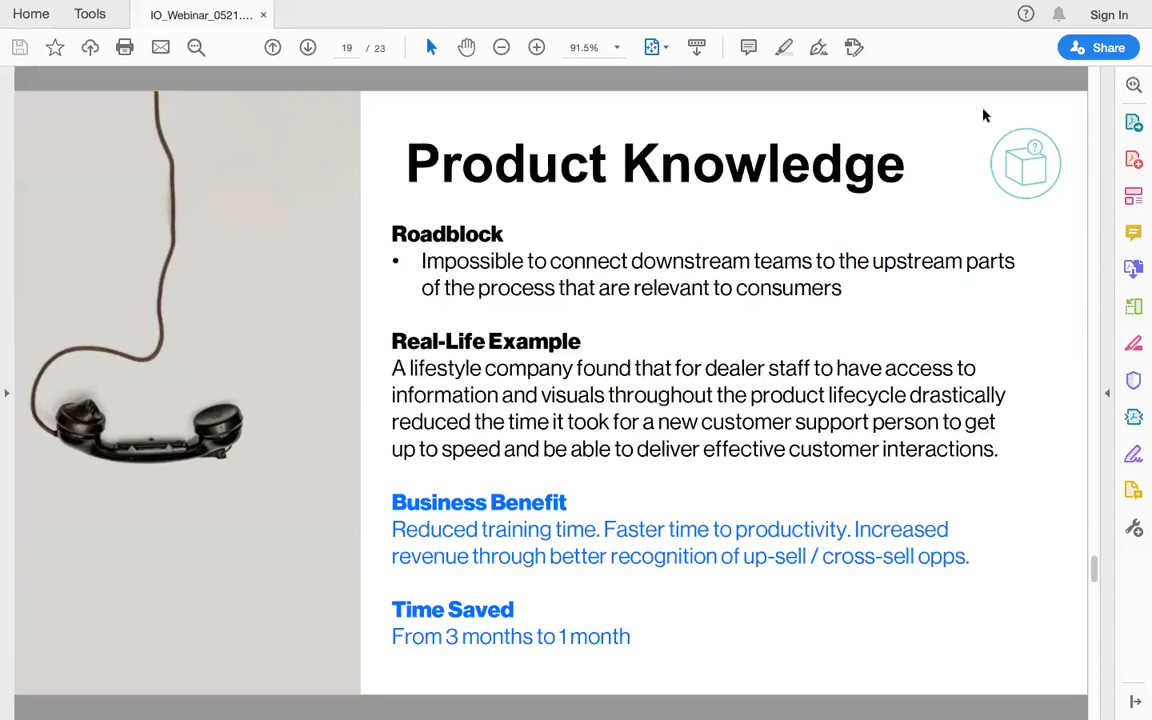 Home
Tools
IO_Webinar_0521....
×
?
Sign In
19 / 23
91.5%
Share
Product Knowledge
?
Roadblock
• Impossible to connect downstream teams to the upstream parts
of the process that are relevant to consumers
Real-Life Example
A lifestyle company found that for dealer staff to have access to
information and visuals throughout the product lifecycle drastically
reduced the time it took for a new customer support person to get
up to speed and be able to deliver effective customer interactions.
Business Benefit
Reduced training time. Faster time to productivity. Increased
revenue through better recognition of up-sell / cross-sell opps.
Time Saved
From 3 months to 1 month